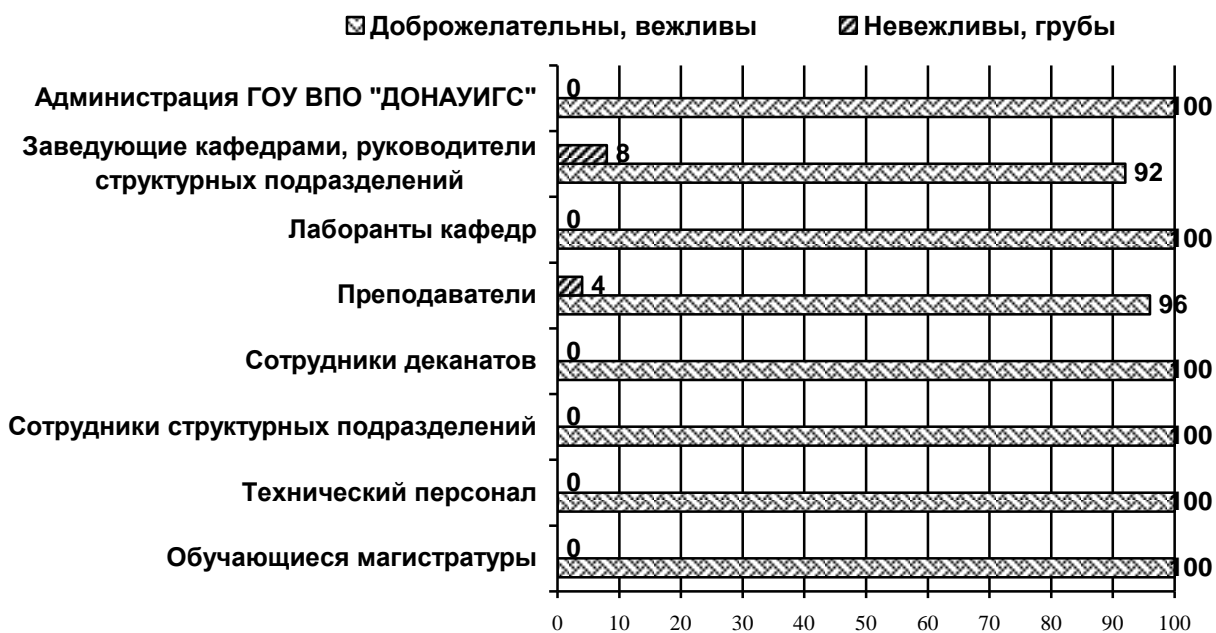 Доброжелательны, вежливы Невежливы, грубы
Администрация ГОУ ВПО "ДОНАУИГС"
0
100
Заведующие кафедрами, руководители
структурных подразделений
8
92
Лаборанты кафедр
0
100
Преподаватели
4
96
Сотрудники деканатов
0
100
Сотрудники структурных подразделений
0
100
Технический персонал
0
100
Обучающиеся магистратуры
0
100
0 10 20 30 40 50 60 70 80 90 100